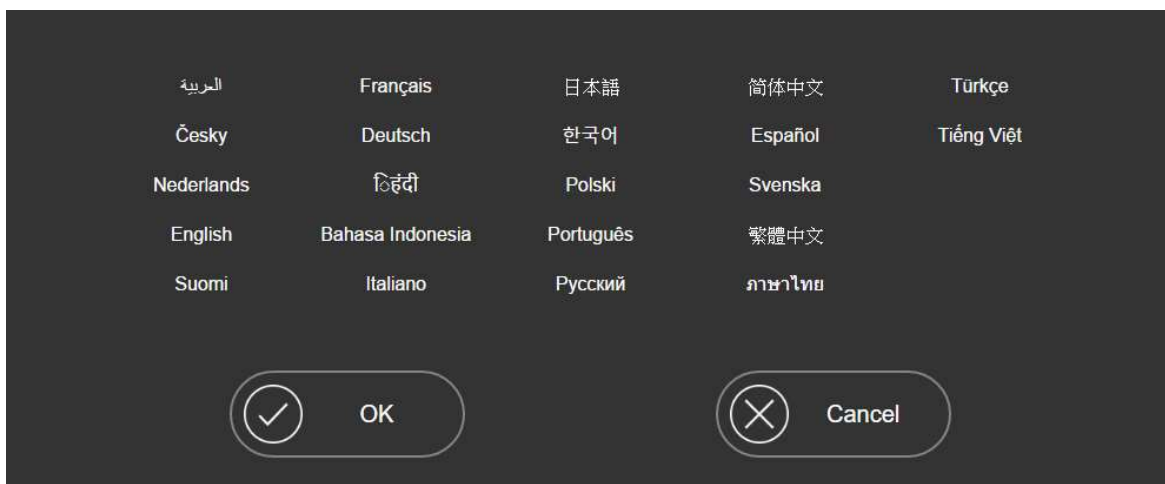 العربية Français 日本語 简体中文 Türkçe
Česky Deutsch 한국어 Español Tiếng Việt
Nederlands िहंदी Polski Svenska
English Bahasa Indonesia Português 繁體中文
Suomi Italiano Русский ภาษาไทย
OK Cancel